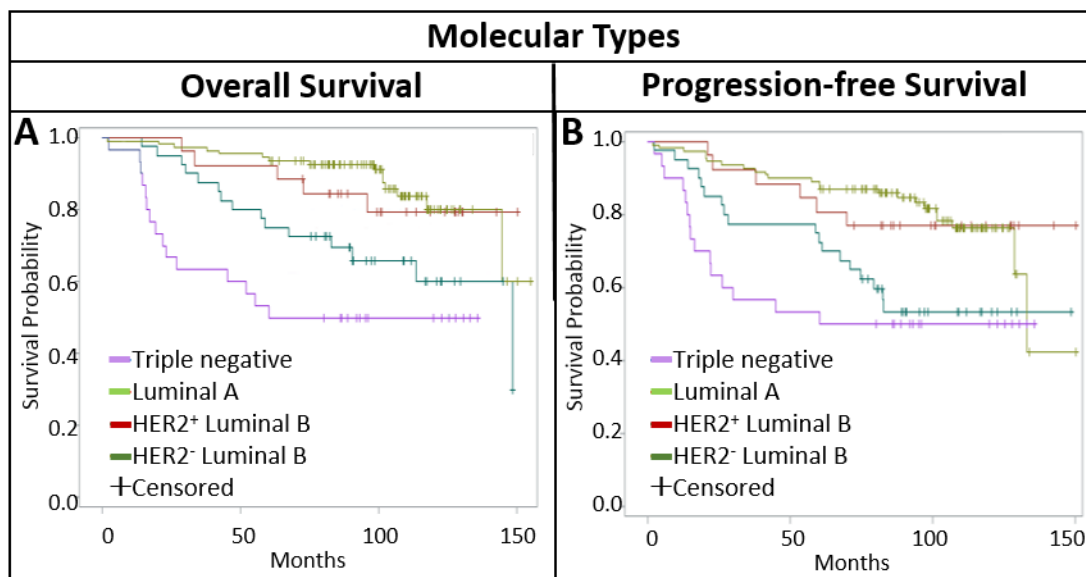 Molecular Types
Overall Survival
Progression-free Survival
A
1.0
0.8
0.6
0.4
0.2
0.0
Survival Probability
Triple negative
Luminal A
HER2⁺ Luminal B
HER2⁻ Luminal B
Censored
0 50 100 150
Months
B
1.0
0.8
0.6
0.4
0.2
0.0
Survival Probability
Triple negative
Luminal A
HER2⁺ Luminal B
HER2⁻ Luminal B
Censored
0 50 100 150
Months